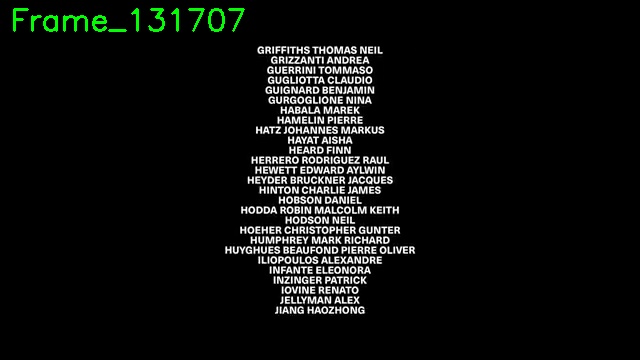 Frame_131707
GRIFFITHS THOMAS NEIL
GRIZZANTI ANDREA
GUERRINI TOMMASO
GUGLIOTTA CLAUDIO
GUIGNARD BENJAMIN
GURGOGLIONE NINA
HABALA MAREK
HAMELIN PIERRE
HATZ JOHANNES MARKUS
HAYAT AISHA
HEARD FINN
HERRERO RODRIGUEZ RAUL
HEWETT EDWARD AYLWIN
HEYDER BRUCKNER JACQUES
HINTON CHARLIE JAMES
HOBSON DANIEL
HODDA ROBIN MALCOLM KEITH
HODSON NEIL
HOEHER CHRISTOPHER GUNTER
HUMPHREY MARK RICHARD
HUYGHUES BEAUFOND PIERRE OLIVER
ILIOPOULOS ALEXANDRE
INFANTE ELEONORA
INZINGER PATRICK
IOVINE RENATO
JELLYMAN ALEX
JIANG HAOZHONG